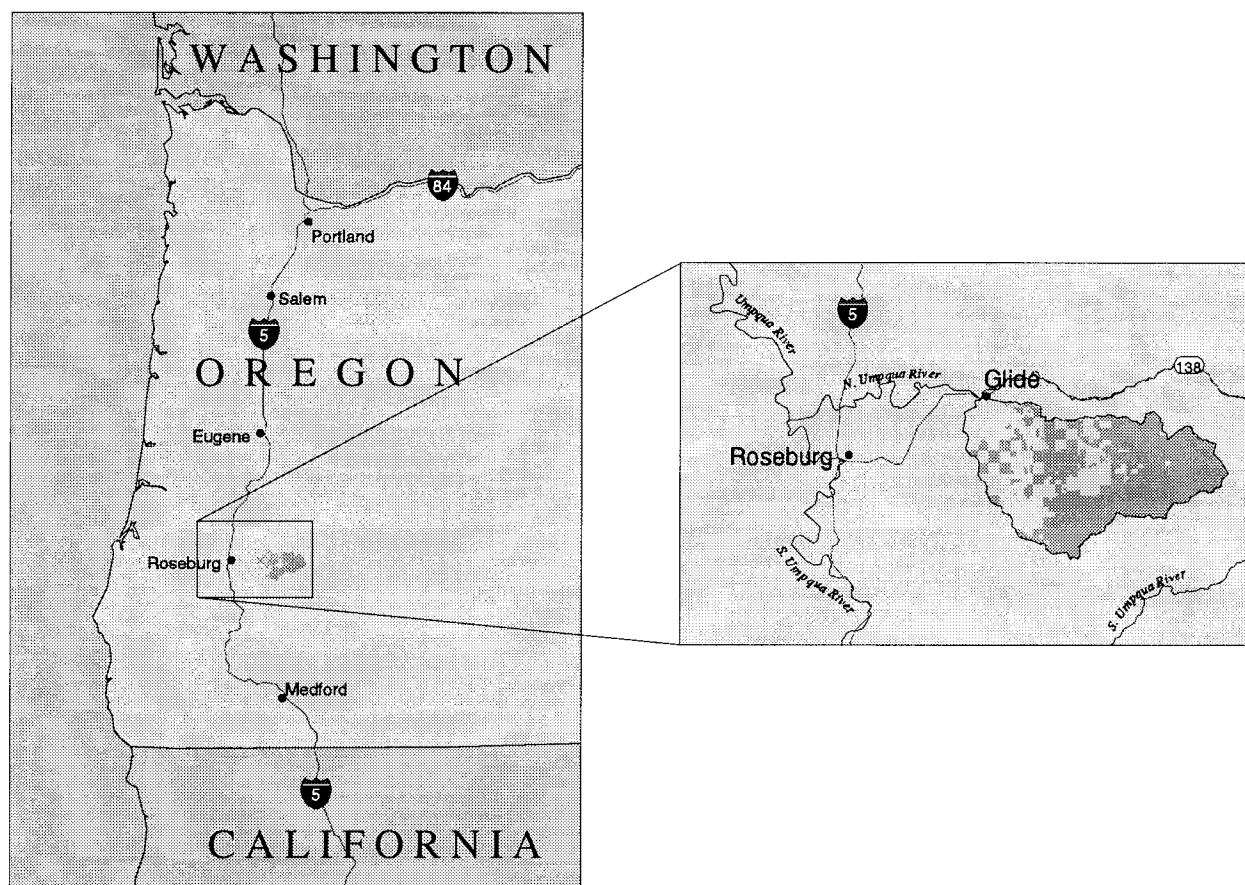 WASHINGTON
84
Portland
Salem
5
OREGON
Eugene
Roseburg
Medford
5
CALIFORNIA
Umpqua River
5
N. Umpqua River
Glide
138
Roseburg
S. Umpqua River
S. Umpqua River